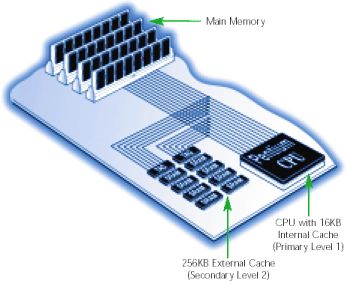 Main Memory
Pentium
CPU
CPU with 16KB
Internal Cache
(Primary Level 1)
256KB External Cache
(Secondary Level 2)